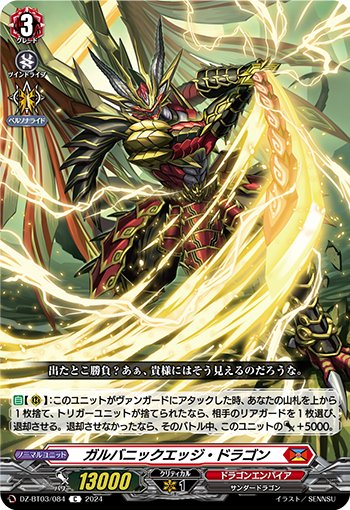 3
グレード
ツインドライブ
ペルソナライド
出たとこ勝負?あぁ、貴様にはそう見えるのだろうな。
自【Ⓡ】:このユニットがヴァンガードにアタックした時、あなたの山札を上から
1枚捨て、トリガーユニットが捨てられたなら、相手のリアガードを1枚選び、
退却させる。退却させなかったなら、そのバトル中、このユニットの+5000。
ノーマルユニット
ガルバニックエッジ・ドラゴン
ドラゴンエンパイア
パワー
13000
クリティカル
1
サンダードラゴン
D-BT03/084